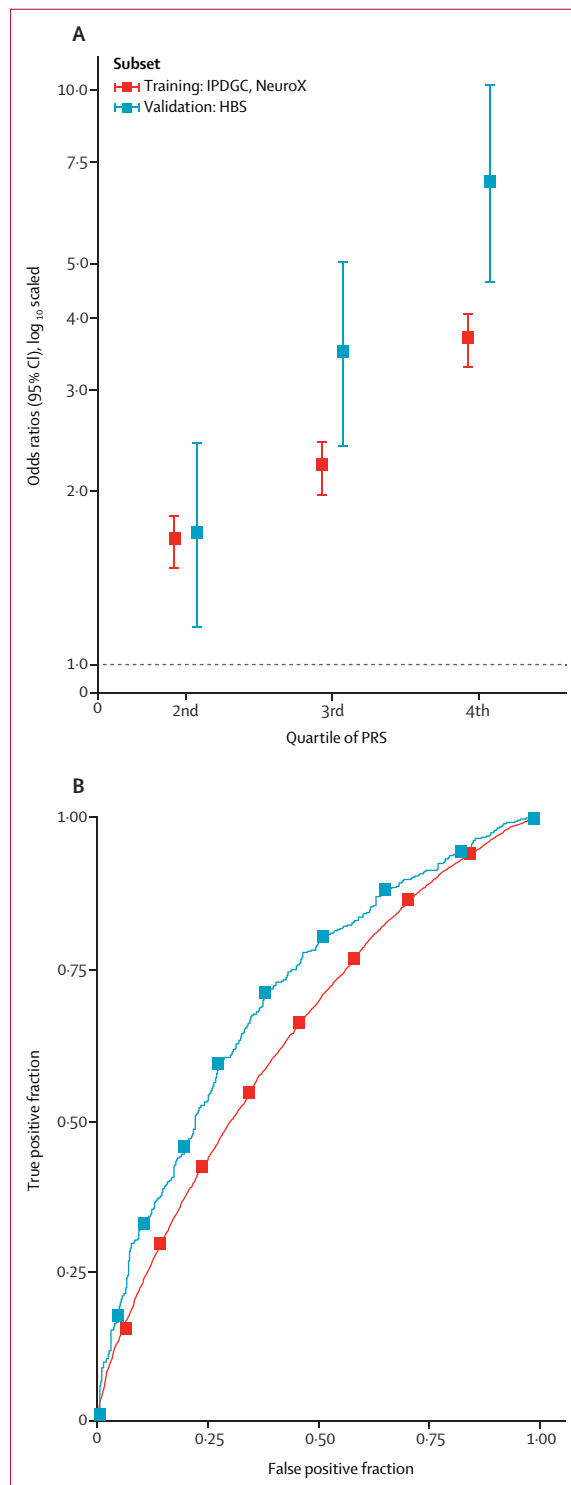 A
Subset
Training: IPDGC, NeuroX
Validation: HBS
10·0
7·5
5·0
4·0
3·0
2·0
1·0
0
Odds ratios (95% CI), log 10 scaled
0
2nd
3rd
4th
Quartile of PRS
B
1·00
0·75
0·50
0·25
0
True positive fraction
0
0·25
0·50
0·75
1·00
False positive fraction